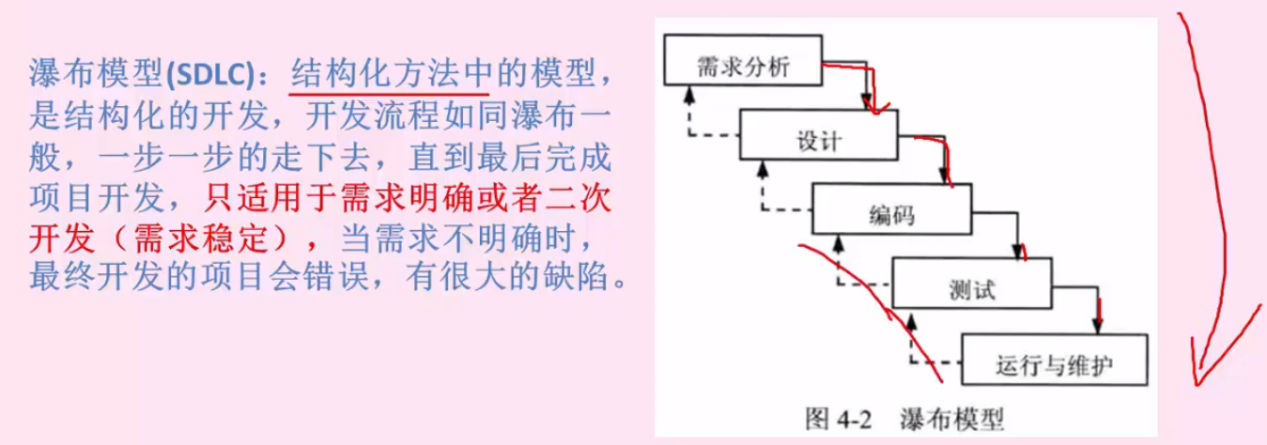 瀑布模型(SDLC)：结构化方法中的模型，
是结构化的开发，开发流程如同瀑布一
般，一步一步的走下去，直到最后完成
项目开发，只适用于需求明确或者二次
开发（需求稳定），当需求不明确时，
最终开发的项目会错误，有很大的缺陷。
需求分析
设计
编码
测试
运行与维护
图 4-2 瀑布模型